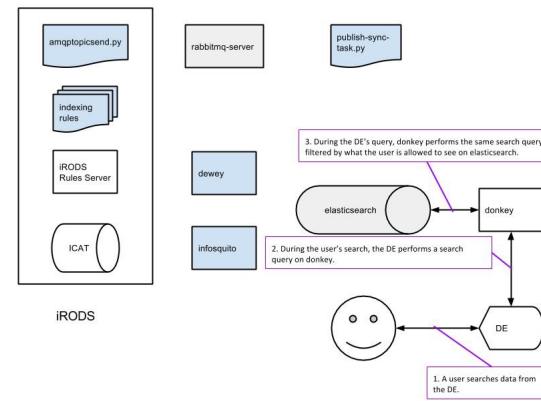 amqptopicsend.py
rabbitmq-server
publish-sync-
task.py
indexing
rules
3. During the DE's query, donkey performs the same search query
filtered by what the user is allowed to see on elasticsearch.
iRODS
Rules Server
dewey
elasticsearch
donkey
ICAT
infosquito
2. During the user's search, the DE performs a search
query on donkey.
iRODS
DE
1. A user searches data from
the DE.